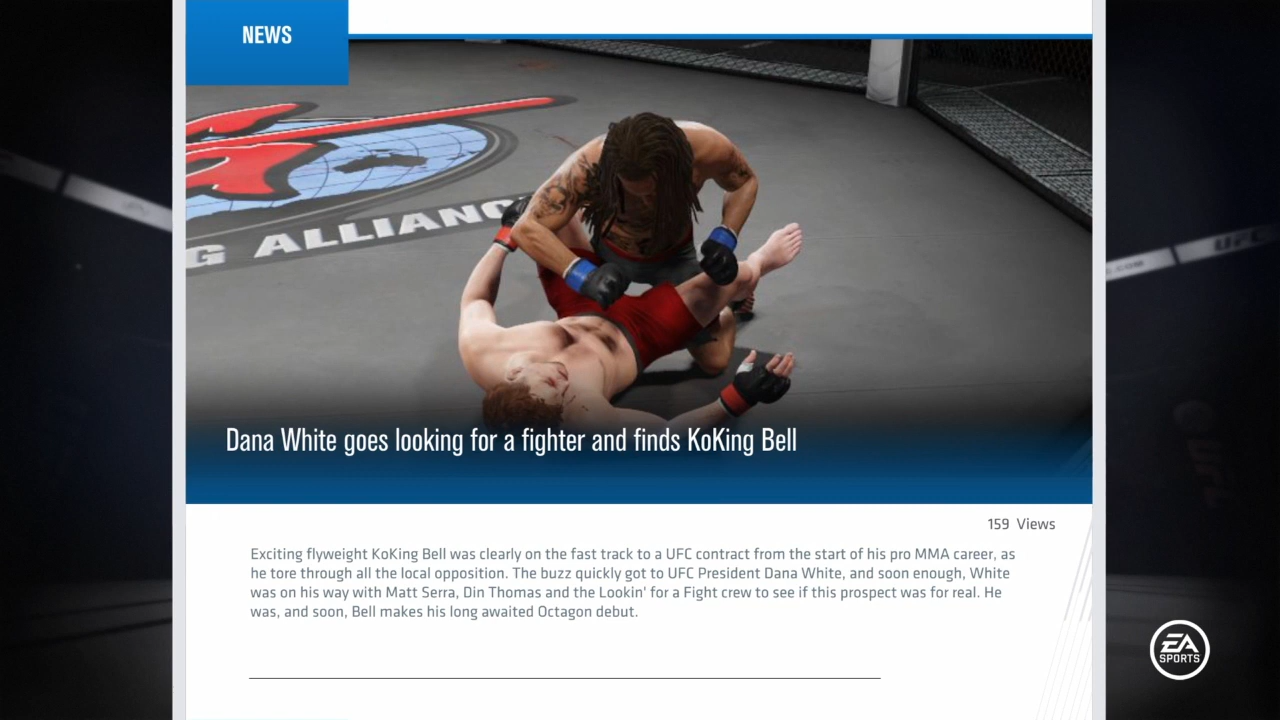 NEWS
G ALLIANC
Dana White goes looking for a fighter and finds KoKing Bell
159 Views
Exciting flyweight KoKing Bell was clearly on the fast track to a UFC contract from the start of his pro MMA career, as
he tore through all the local opposition. The buzz quickly got to UFC President Dana White, and soon enough, White
was on his way with Matt Serra, Din Thomas and the Lookin' for a Fight crew to see if this prospect was for real. He
was, and soon, Bell makes his long awaited Octagon debut.
UFC
.COM
UFC
EA
SPORTS